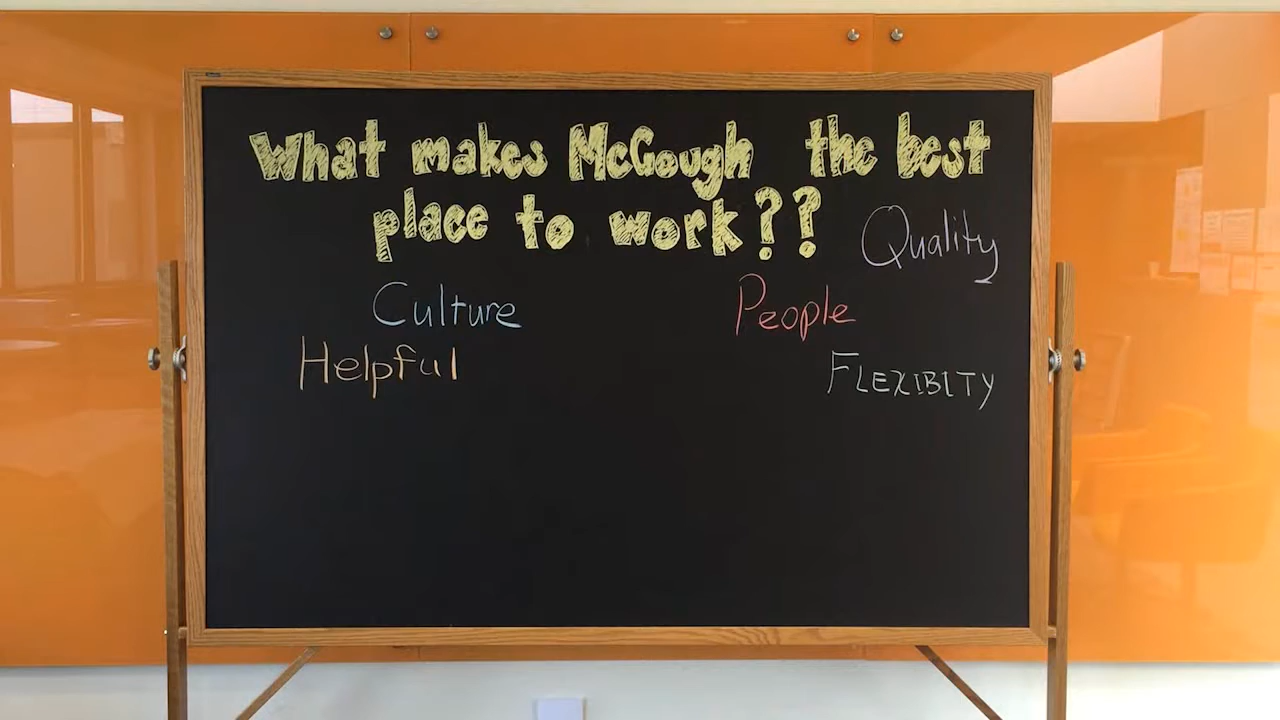 What makes McGough the best
place to work??
Quality
Culture
People
Helpful
FLEXIBITY